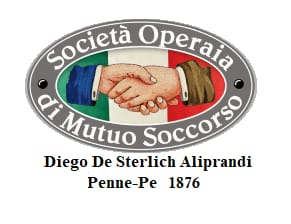 Società Operaia
di Mutuo Soccorso
Diego De Sterlich Aliprandi
Penne-Pe 1876